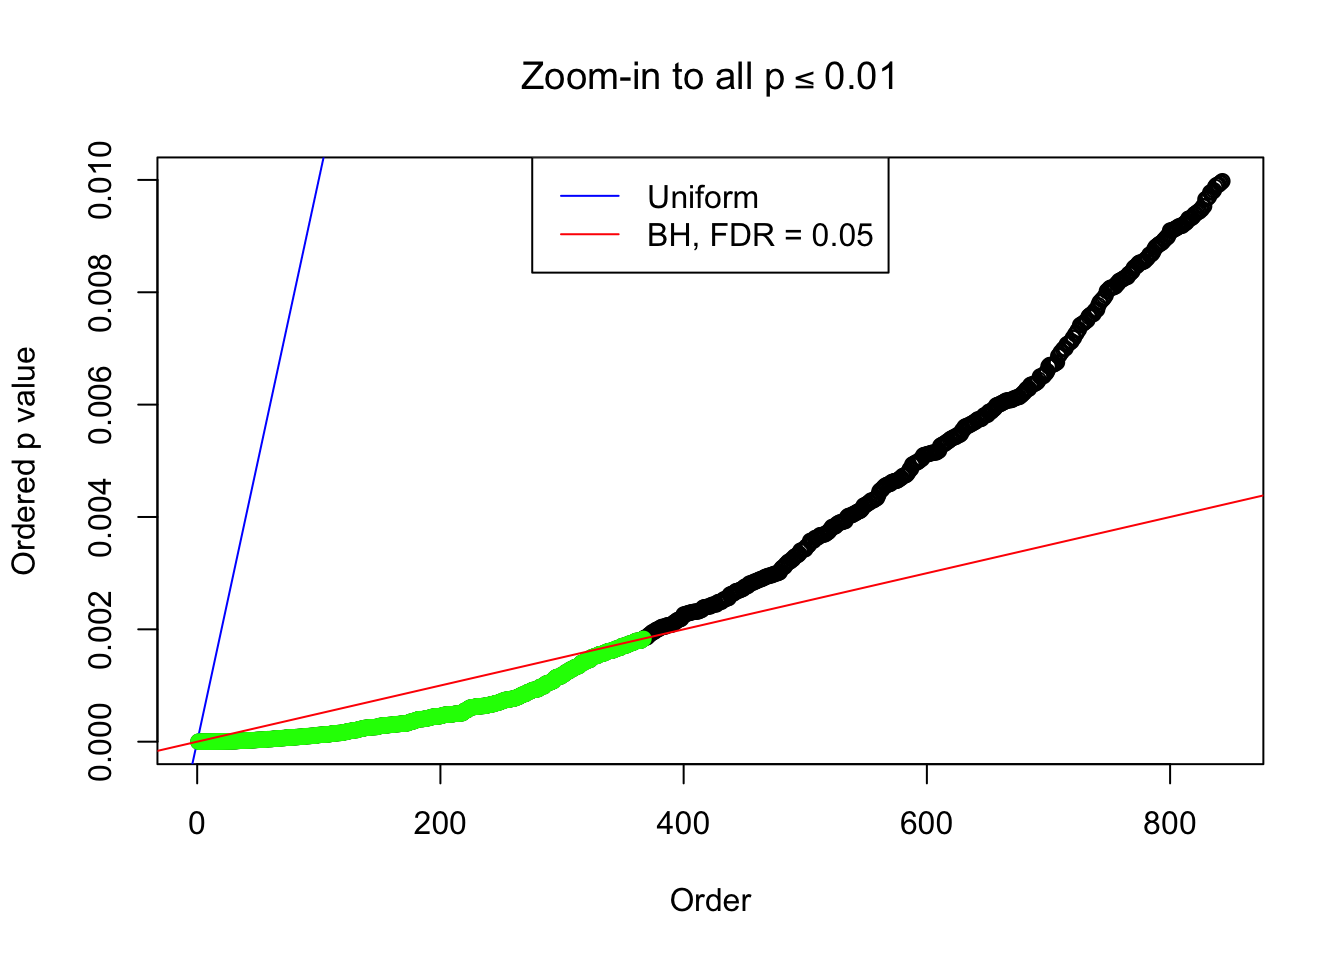 Zoom-in to all p ≤ 0.01
Uniform
BH, FDR = 0.05
Ordered p value
0.010
0.008
0.006
0.004
0.002
0.000
0 200 400 600 800
Order